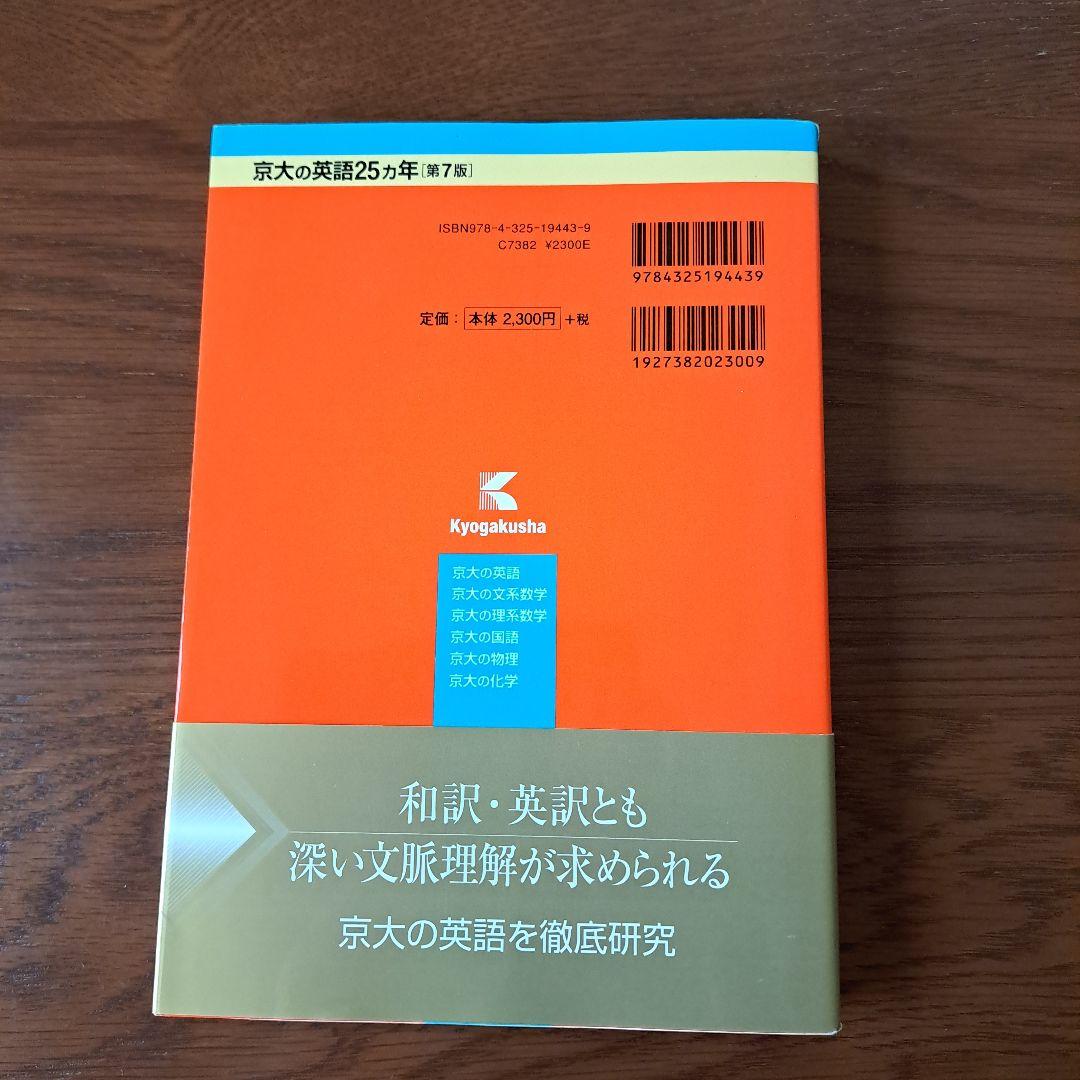 京大の英語25カ年[第7版]
ISBN978-4-325-19443-9
C7382 ¥2300E
9784325194439
定価：本体 2,300円+税
1927382023009
Kyogakusha
京大の英語
京大の文系数学
京大の理系数学
京大の国語
京大の物理
京大の化学
和訳・英訳とも
深い文脈理解が求められる
京大の英語を徹底研究